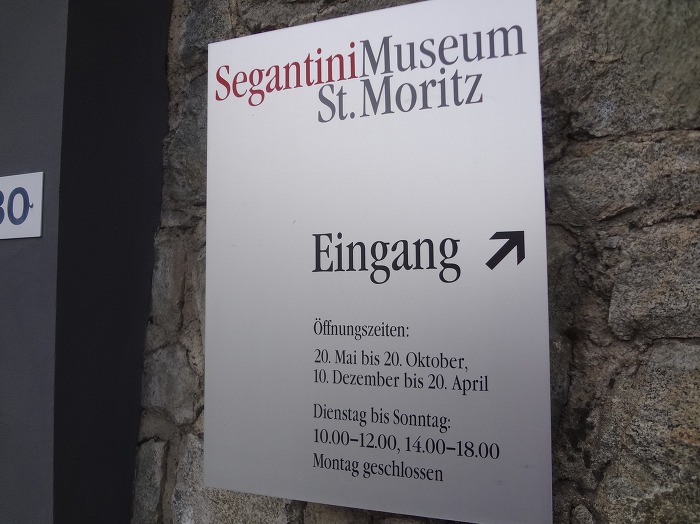 SegantiniMuseum
St. Moritz
30
Eingang
Öffnungszeiten:
20. Mai bis 20. Oktober,
10. Dezember bis 20. April
Dienstag bis Sonntag:
10.00–12.00, 14.00–18.00
Montag geschlossen